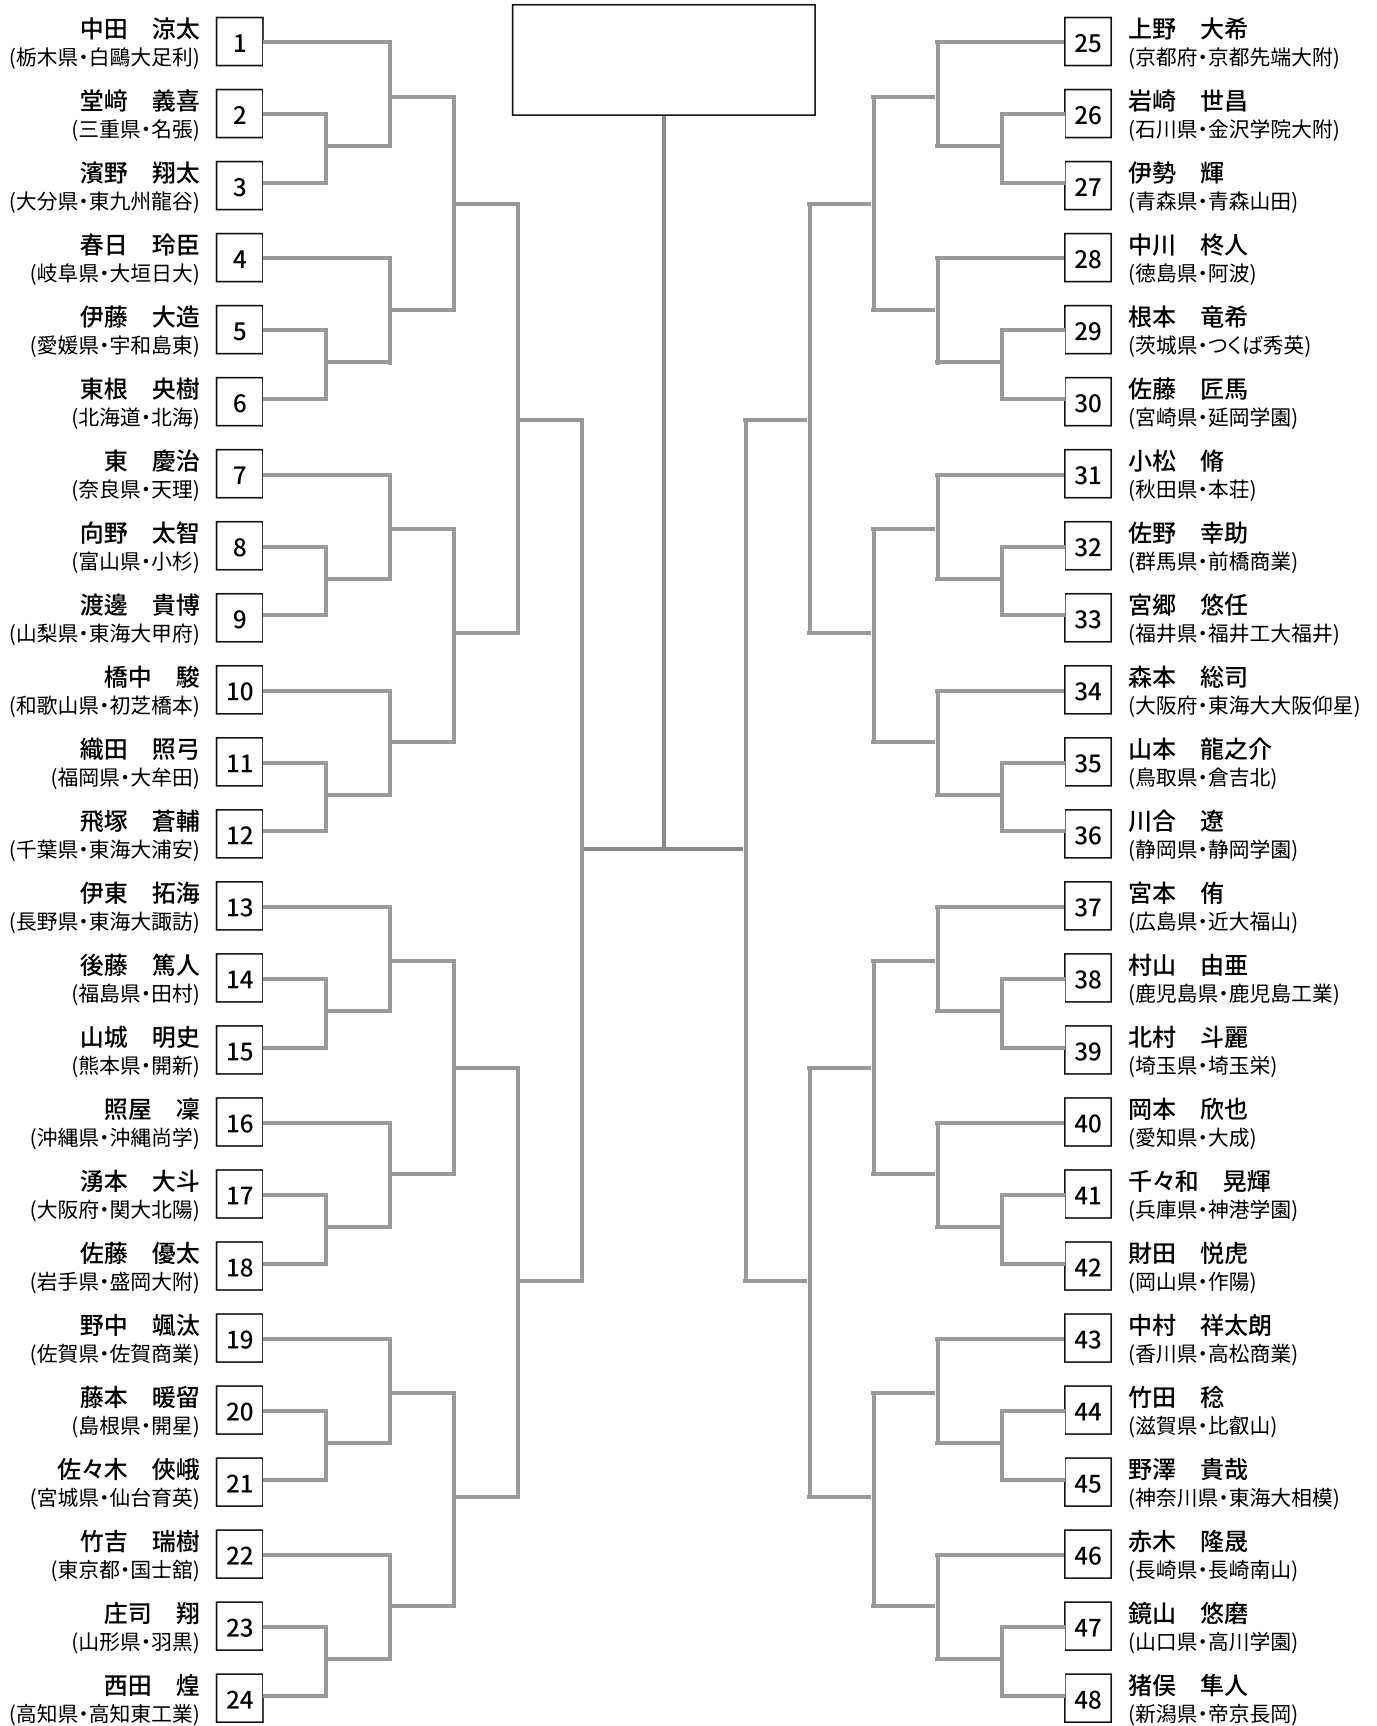 中田　涼太
(栃木県・白鷗大足利)
1
堂﨑　義喜
(三重県・名張)
2
濱野　翔太
(大分県・東九州龍谷)
3
春日　玲臣
(岐阜県・大垣日大)
4
伊藤　大造
(愛媛県・宇和島東)
5
東根　央樹
(北海道・北海)
6
東　慶治
(奈良県・天理)
7
向野　太智
(富山県・小杉)
8
渡邊　貴博
(山梨県・東海大甲府)
9
橋中　駿
(和歌山県・初芝橋本)
10
織田　照弓
(福岡県・大牟田)
11
飛塚　蒼輔
(千葉県・東海大浦安)
12
伊東　拓海
(長野県・東海大諏訪)
13
後藤　篤人
(福島県・田村)
14
山城　明史
(熊本県・開新)
15
照屋　凜
(沖縄県・沖縄尚学)
16
湧本　大斗
(大阪府・関大北陽)
17
佐藤　優太
(岩手県・盛岡大附)
18
野中　颯汰
(佐賀県・佐賀商業)
19
藤本　暖留
(島根県・開星)
20
佐々木　俠峨
(宮城県・仙台育英)
21
竹吉　瑞樹
(東京都・国士舘)
22
庄司　翔
(山形県・羽黒)
23
西田　煌
(高知県・高知東工業)
24
25
上野　大希
(京都府・京都先端大附)
26
岩崎　世昌
(石川県・金沢学院大附)
27
伊勢　輝
(青森県・青森山田)
28
中川　柊人
(徳島県・阿波)
29
根本　竜希
(茨城県・つくば秀英)
30
佐藤　匠馬
(宮崎県・延岡学園)
31
小松　脩
(秋田県・本荘)
32
佐野　幸助
(群馬県・前橋商業)
33
宮郷　悠任
(福井県・福井工大福井)
34
森本　総司
(大阪府・東海大大阪仰星)
35
山本　龍之介
(鳥取県・倉吉北)
36
川合　遼
(静岡県・静岡学園)
37
宮本　侑
(広島県・近大福山)
38
村山　由亜
(鹿児島県・鹿児島工業)
39
北村　斗麗
(埼玉県・埼玉栄)
40
岡本　欣也
(愛知県・大成)
41
千々和　晃輝
(兵庫県・神港学園)
42
財田　悦虎
(岡山県・作陽)
43
中村　祥太朗
(香川県・高松商業)
44
竹田　稔
(滋賀県・比叡山)
45
野澤　貴哉
(神奈川県・東海大相模)
46
赤木　隆晟
(長崎県・長崎南山)
47
鏡山　悠磨
(山口県・高川学園)
48
猪俣　隼人
(新潟県・帝京長岡)